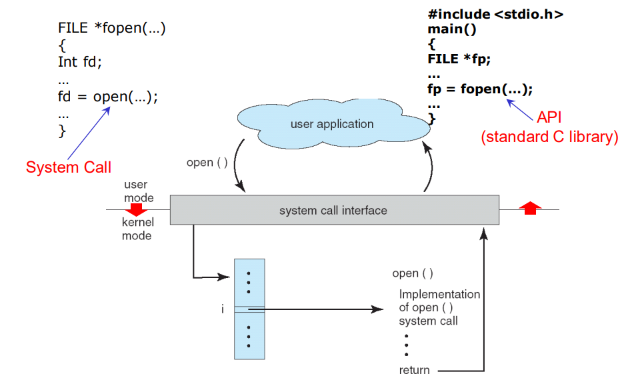 FILE *fopen(…)
{
Int fd;
…
fd = open(…);
…
}
System Call
#include <stdio.h>
main()
{
FILE *fp;
…
fp = fopen(…);
…
}
API
(standard C library)
user application
open ( )
user
mode
kernel
mode
system call interface
i
open ( )
Implementation
of open ( )
system call
return